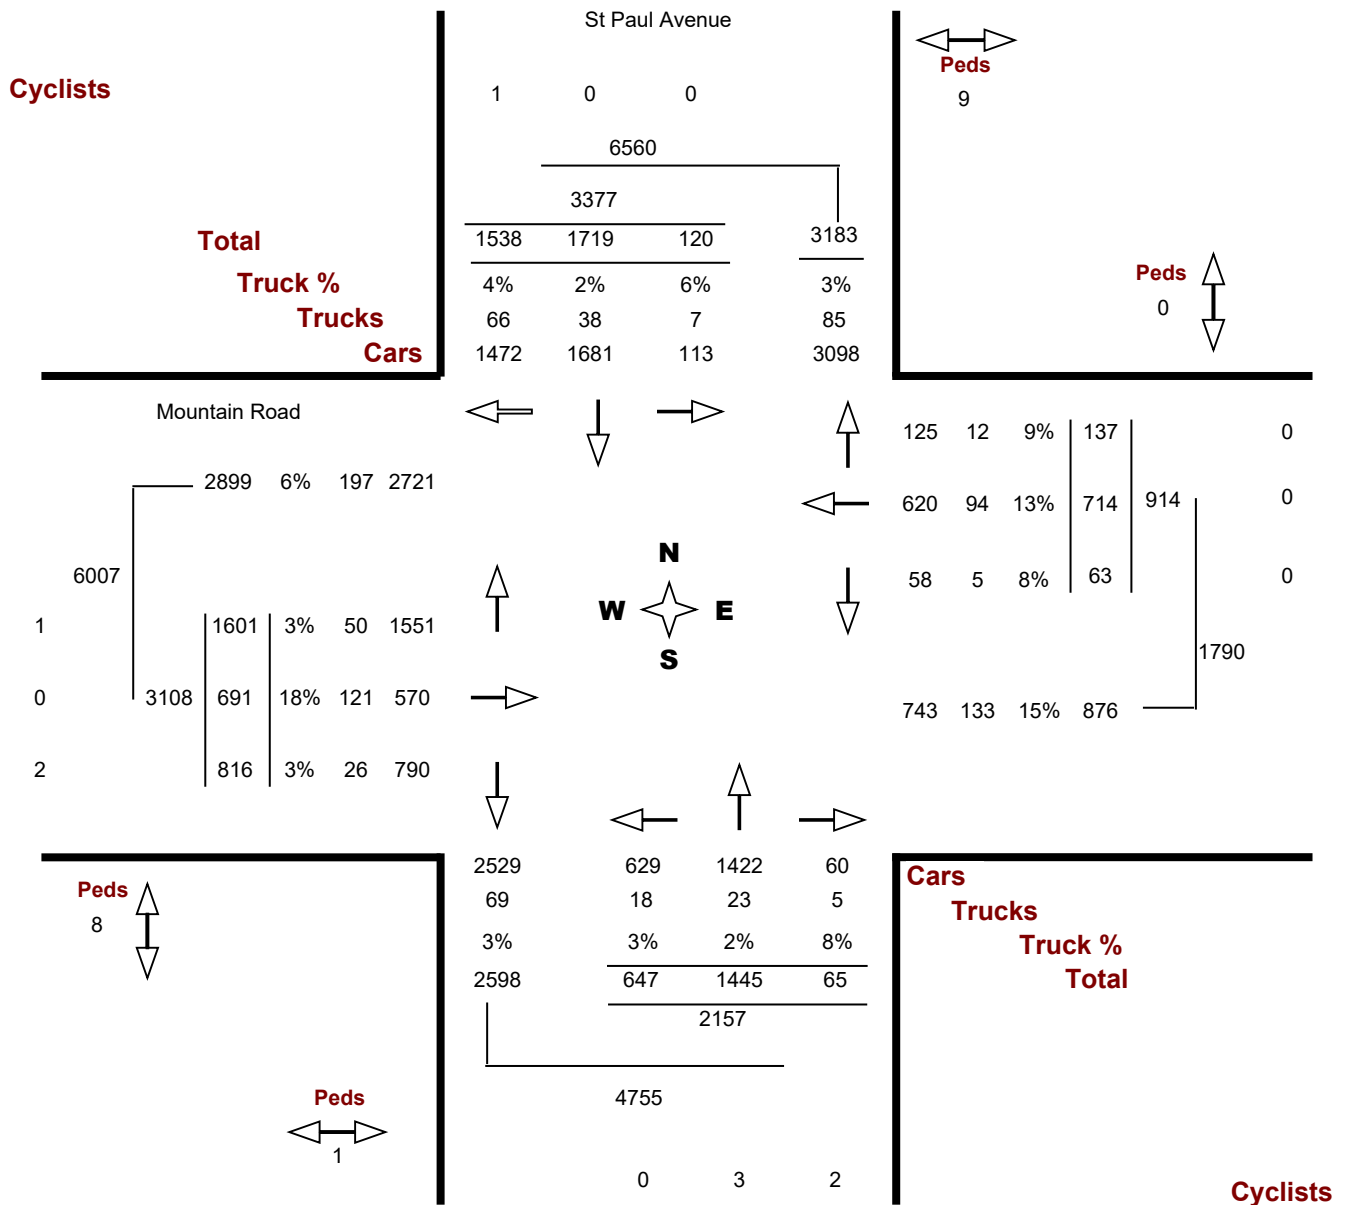 St Paul Avenue
Peds
Cyclists
1 0 0
9
6560
3377
Total 1538 1719 120 3183
Truck % 4% 2% 6% 3%
Peds
0
Trucks 66 38 7 85
Cars 1472 1681 113 3098
Mountain Road
125 12 9% 137 0
2899 6% 197 2721
620 94 13% 714 914 0
N
6007
58 5 8% 63 0
W E
1 1601 3% 50 1551
S
1790
0 3108 691 18% 121 570
743 133 15% 876
2 816 3% 26 790
2529 629 1422 60
Cars
Peds
69 18 23 5
Trucks
8
3% 3% 2% 8%
Truck %
2598 647 1445 65
Total
2157
4755
Peds
1
0 3 2
Cyclists